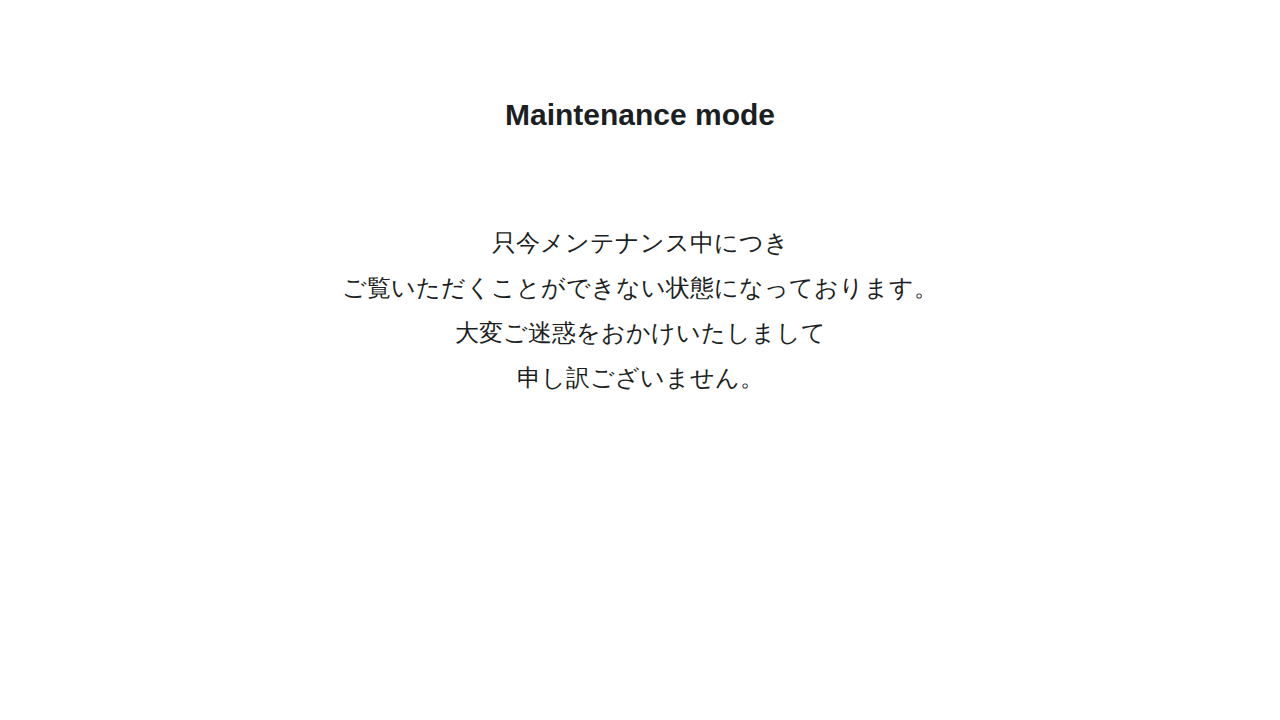 Maintenance mode
只今メンテナンス中につき
ご覧いただくことができない状態になっております。
大変ご迷惑をおかけいたしまして
申し訳ございません。